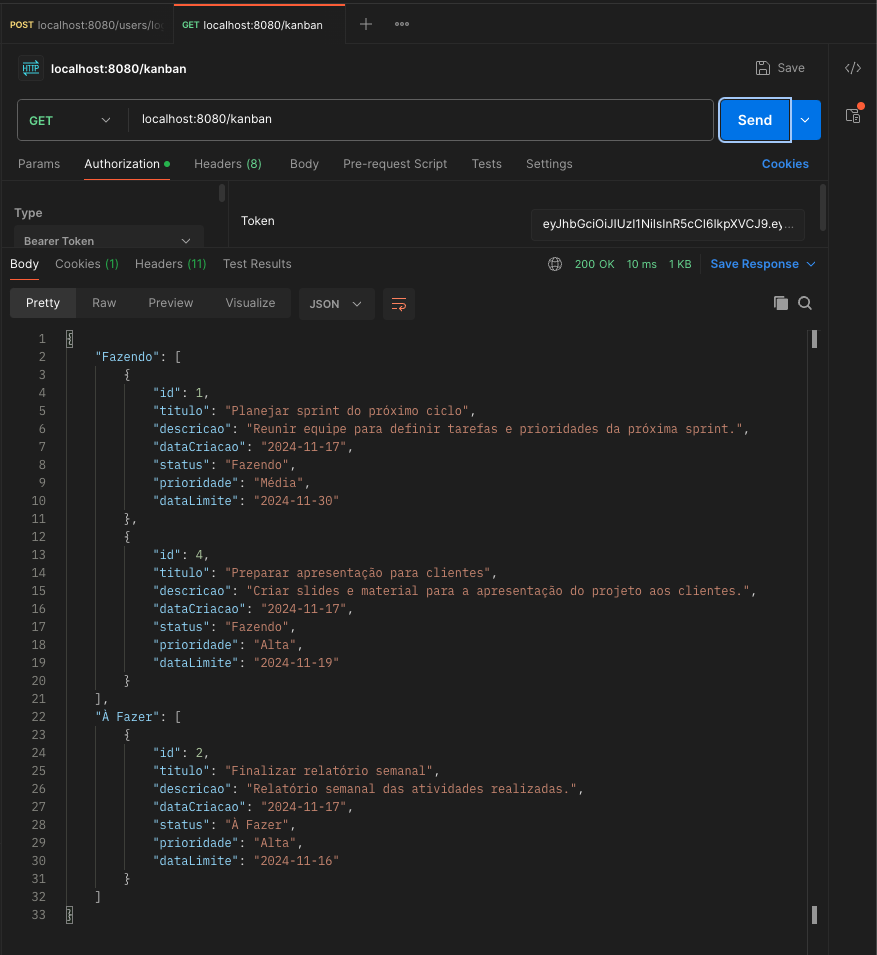 POST localhost:8080/users/lo
GET localhost:8080/kanban
HTTP localhost:8080/kanban
Save
GET
localhost:8080/kanban
Send
Params Authorization Headers (8) Body Pre-request Script Tests Settings Cookies
Type
Bearer Token
Token
eyJhbGciOiJIUzI1NiIsInR5cCI6IkpXVCJ9.ey...
Body Cookies (1) Headers (11) Test Results
200 OK 10 ms 1 KB Save Response
Pretty Raw Preview Visualize JSON
1 {
2 "Fazendo": [
3 {
4 "id": 1,
5 "titulo": "Planejar sprint do próximo ciclo",
6 "descricao": "Reunir equipe para definir tarefas e prioridades da próxima sprint.",
7 "dataCriacao": "2024-11-17",
8 "status": "Fazendo",
9 "prioridade": "Média",
10 "dataLimite": "2024-11-30"
11 },
12 {
13 "id": 4,
14 "titulo": "Preparar apresentação para clientes",
15 "descricao": "Criar slides e material para a apresentação do projeto aos clientes.",
16 "dataCriacao": "2024-11-17",
17 "status": "Fazendo",
18 "prioridade": "Alta",
19 "dataLimite": "2024-11-19"
20 }
21 ],
22 "À Fazer": [
23 {
24 "id": 2,
25 "titulo": "Finalizar relatório semanal",
26 "descricao": "Relatório semanal das atividades realizadas.",
27 "dataCriacao": "2024-11-17",
28 "status": "À Fazer",
29 "prioridade": "Alta",
30 "dataLimite": "2024-11-16"
31 }
32 ]
33 }